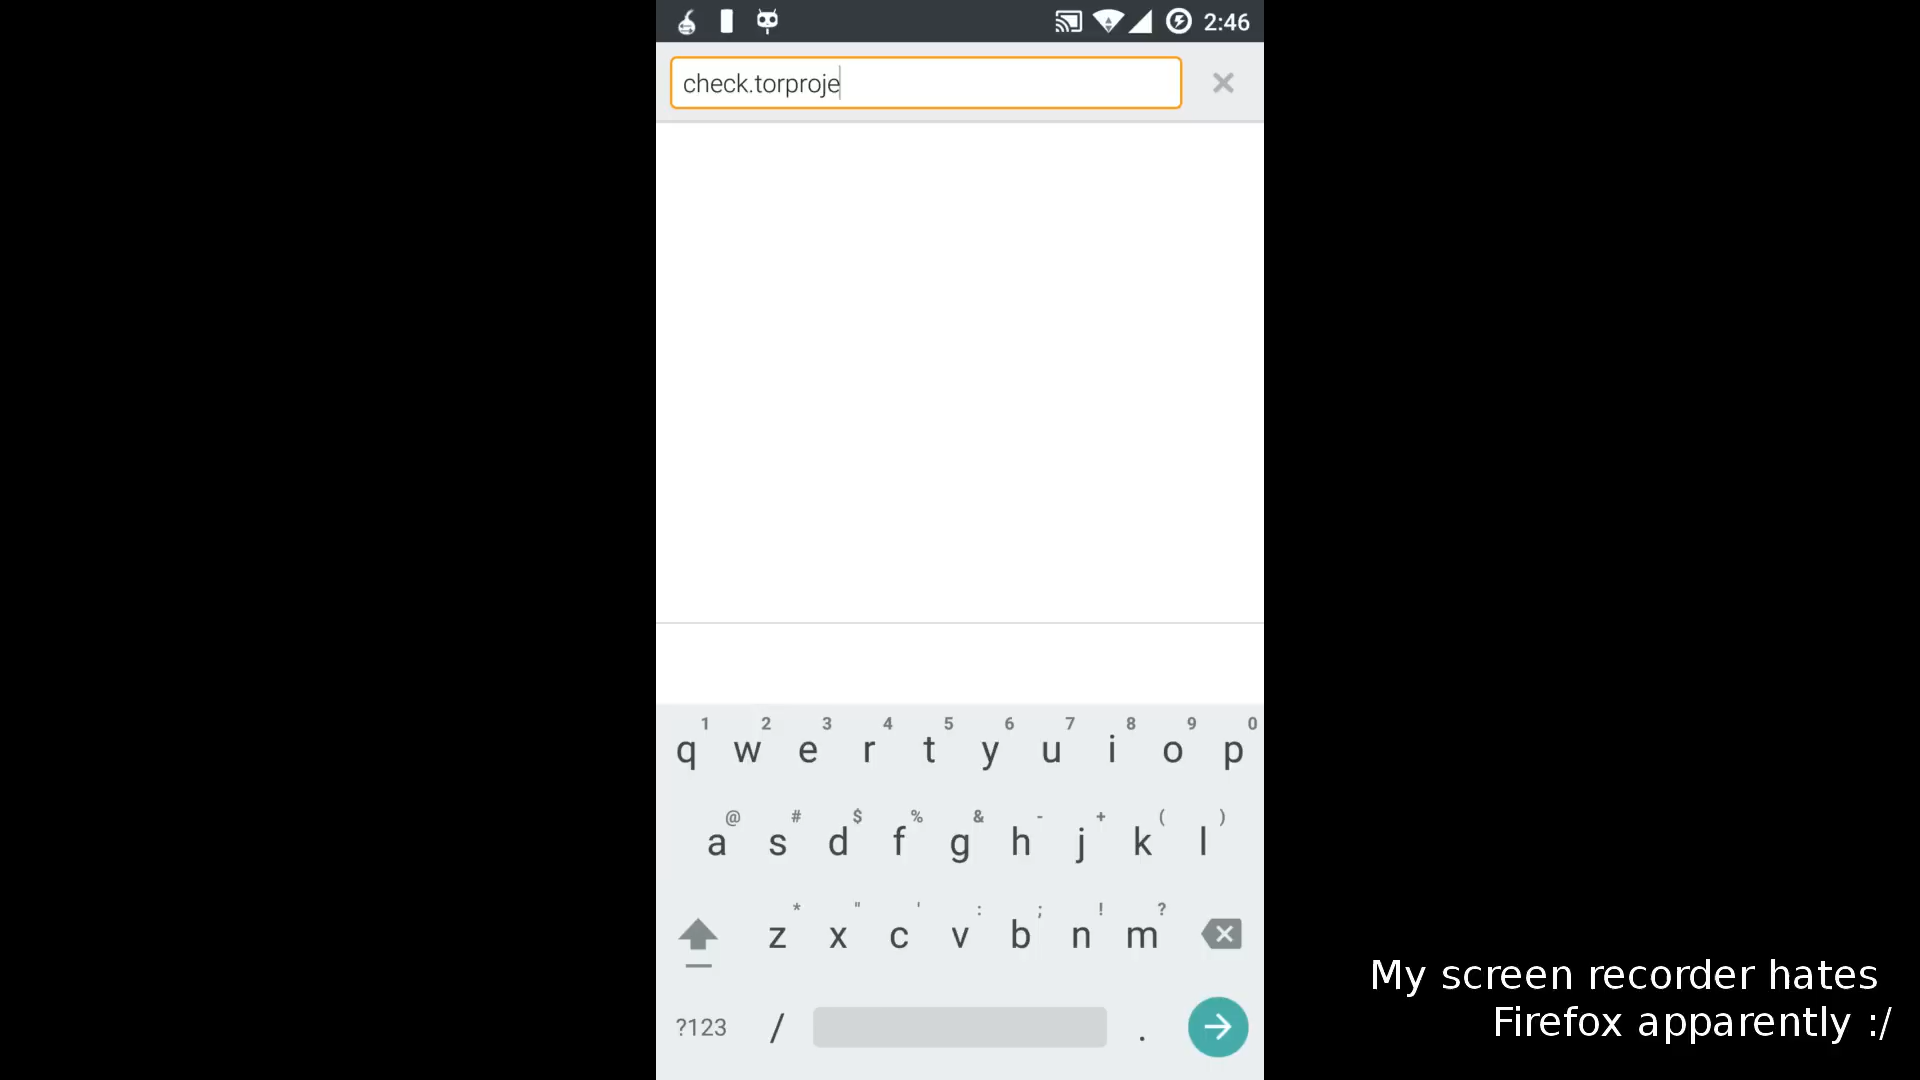 2:46
check.torproje
1 2 3 4 5 6 7 8 9 0
q w e r t y u i o p
@ # $ % & - + ( )
a s d f g h j k l
* " ' : ; ! ?
z x c v b n m
?123 / .
My screen recorder hates
Firefox apparently :/